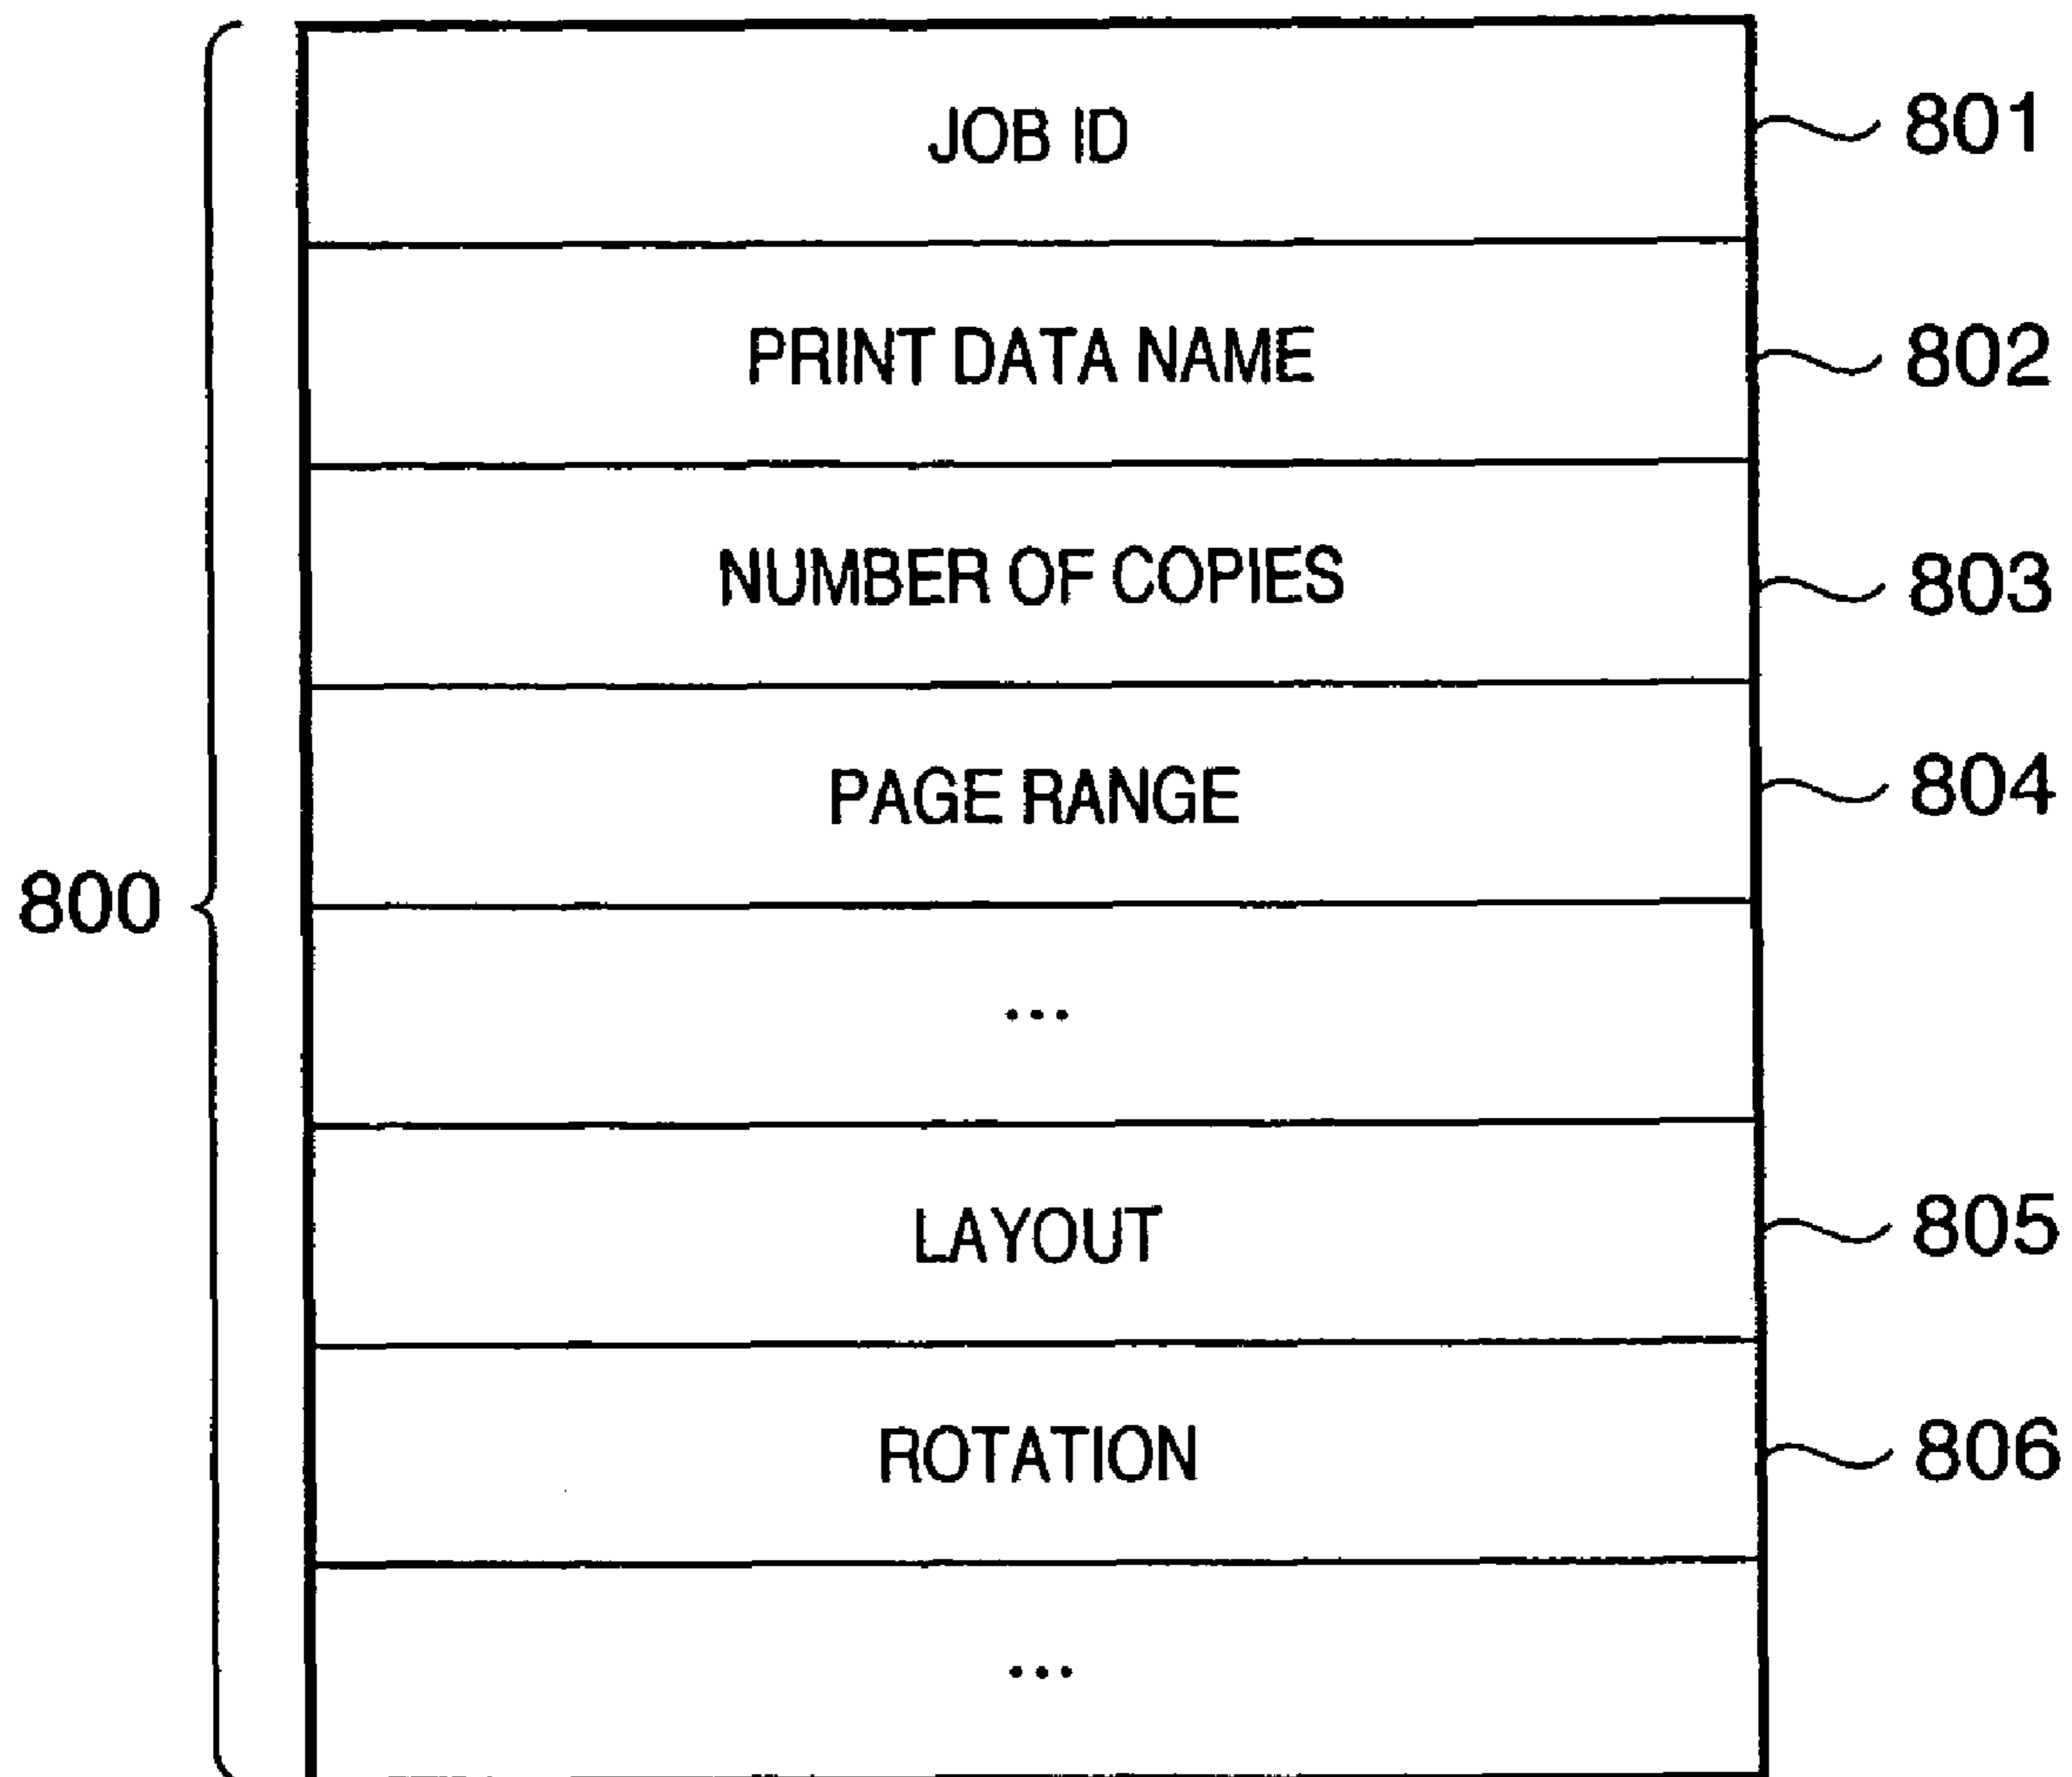 JOB ID 801
PRINT DATA NAME 802
NUMBER OF COPIES 803
PAGE RANGE 804
800
...
LAYOUT 805
ROTATION 806
...